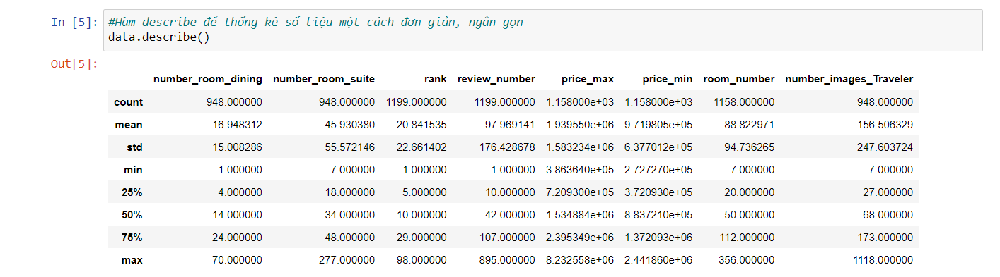 In [5]: #Hàm describe để thống kê số liệu một cách đơn giản, ngắn gọn
data.describe()
Out[5]:
number_room_dining number_room_suite rank review_number price_max price_min room_number number_images_Traveler
count 948.000000 948.000000 1199.000000 1199.000000 1.158000e+03 1.158000e+03 1158.000000 948.000000
mean 16.948312 45.930380 20.841535 97.969141 1.939550e+06 9.719805e+05 88.822971 156.506329
std 15.008286 55.572146 22.661402 176.428678 1.583234e+06 6.377012e+05 94.736265 247.603724
min 1.000000 7.000000 1.000000 1.000000 3.863640e+05 2.727270e+05 7.000000 7.000000
25% 4.000000 18.000000 5.000000 10.000000 7.209300e+05 3.720930e+05 20.000000 27.000000
50% 14.000000 34.000000 10.000000 42.000000 1.534884e+06 8.837210e+05 50.000000 68.000000
75% 24.000000 48.000000 29.000000 107.000000 2.395349e+06 1.372093e+06 112.000000 173.000000
max 70.000000 277.000000 98.000000 895.000000 8.232558e+06 2.441860e+06 356.000000 1118.000000